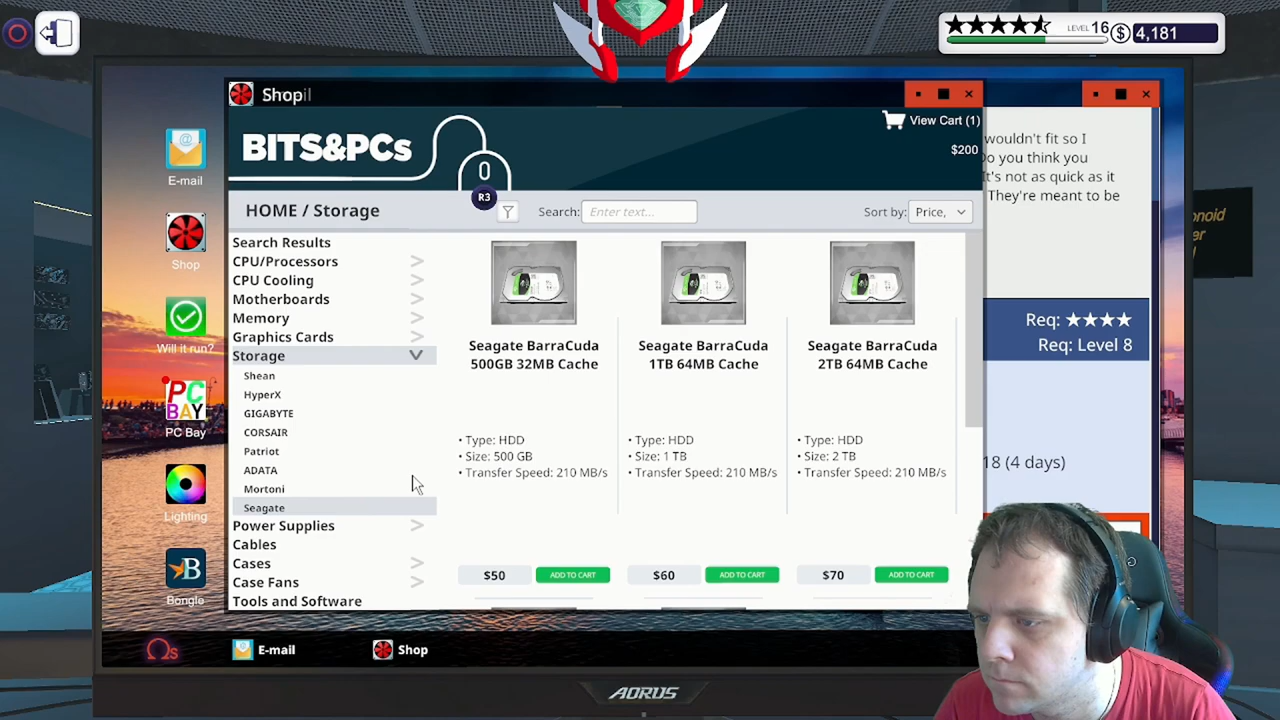 LEVEL 16 $ 4,181
Shop
View Cart (1)
BITS&PCs
$200
R3
HOME / Storage
Search: Enter text...
Sort by: Price,
Search Results
CPU/Processors
CPU Cooling
Motherboards
Memory
Graphics Cards
Storage
Shean
HyperX
GIGABYTE
CORSAIR
Patriot
ADATA
Mortoni
Seagate
Power Supplies
Cables
Cases
Case Fans
Tools and Software
Seagate BarraCuda
500GB 32MB Cache
• Type: HDD
• Size: 500 GB
• Transfer Speed: 210 MB/s
$50 ADD TO CART
Seagate BarraCuda
1TB 64MB Cache
• Type: HDD
• Size: 1 TB
• Transfer Speed: 210 MB/s
$60 ADD TO CART
Seagate BarraCuda
2TB 64MB Cache
• Type: HDD
• Size: 2 TB
• Transfer Speed: 210 MB/s
$70 ADD TO CART
wouldn't fit so I
Do you think you
It's not as quick as it
They're meant to be
Req: ★★★★
Req: Level 8
18 (4 days)
E-mail
Shop
Will it run?
PC BAY
PC Bay
Lighting
B
Bongle
Ωs
E-mail
Shop
AORUS